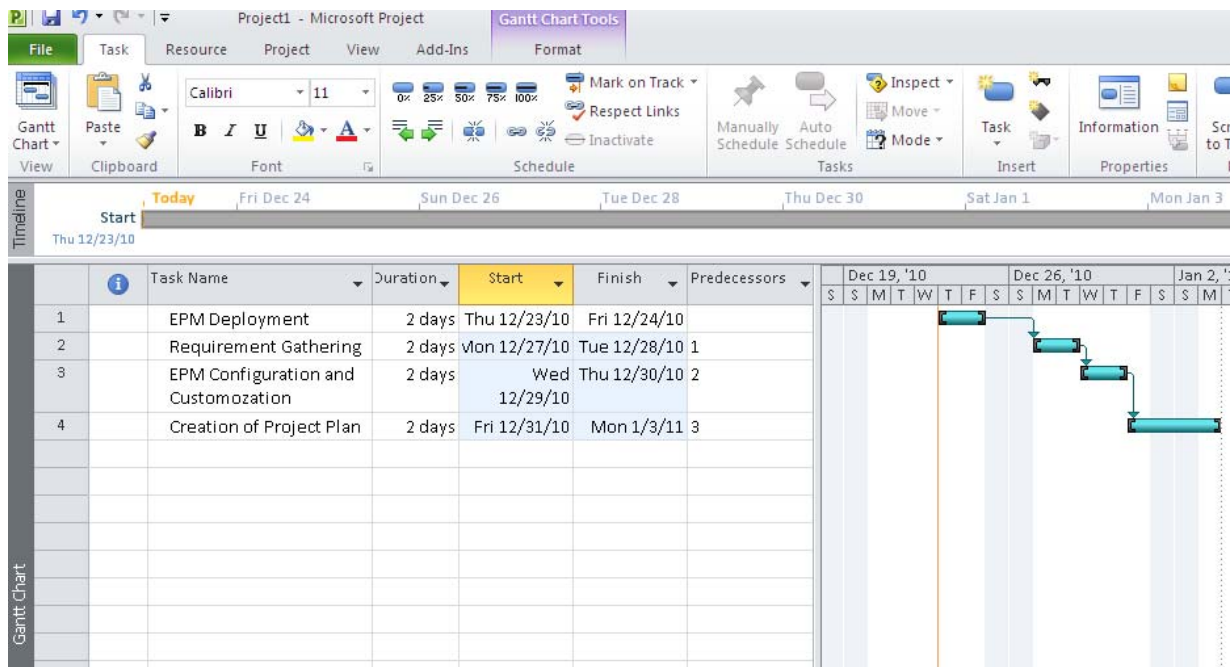 Project1 - Microsoft Project
Gantt Chart Tools
File Task Resource Project View Add-Ins Format
Gantt Chart
View
Paste
Clipboard
Calibri 11
B I U A
Font
0% 25% 50% 75% 100%
Mark on Track
Respect Links
Inactivate
Schedule
Manually Schedule
Auto Schedule
Inspect
Move
Mode
Tasks
Task
Insert
Information
Properties
Timeline
Today Fri Dec 24 Sun Dec 26 Tue Dec 28 Thu Dec 30 Sat Jan 1 Mon Jan 3
Start
Thu 12/23/10
Task Name Duration Start Finish Predecessors Dec 19, '10 Dec 26, '10 Jan 2, '
S S M T W T F S S M T W T F S S M
1 EPM Deployment 2 days Thu 12/23/10 Fri 12/24/10
2 Requirement Gathering 2 days Mon 12/27/10 Tue 12/28/10 1
3 EPM Configuration and 2 days Wed Thu 12/30/10 2
Customozation 12/29/10
4 Creation of Project Plan 2 days Fri 12/31/10 Mon 1/3/11 3
Gantt Chart